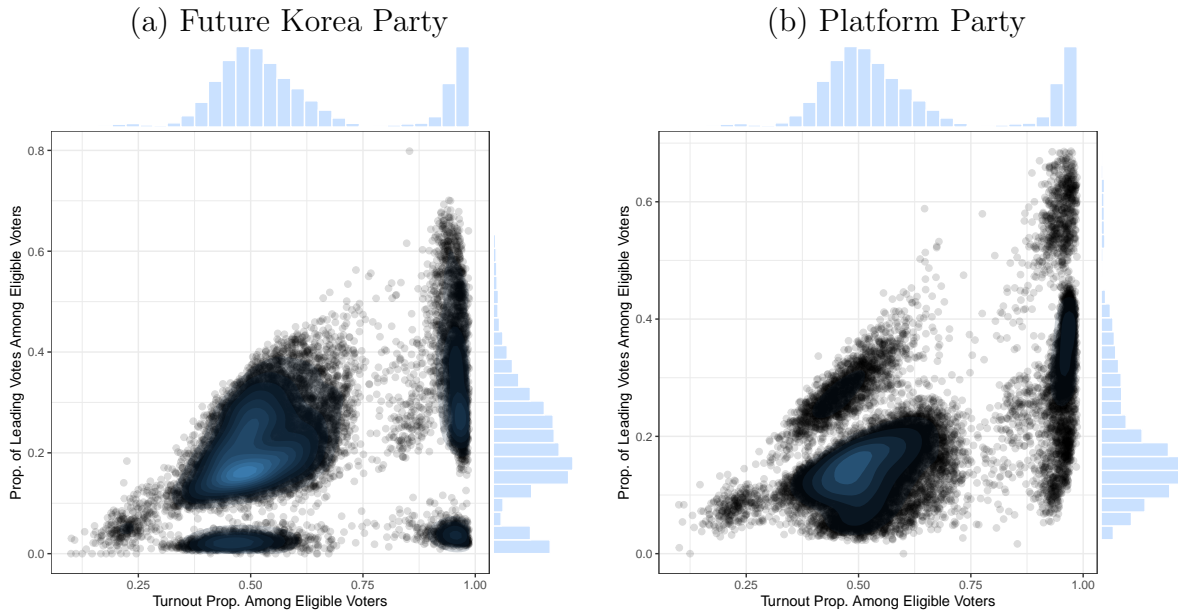 (a) Future Korea Party
(b) Platform Party
Prop. of Leading Votes Among Eligible Voters
0.8
0.6
0.4
0.2
0.0
0.25
0.50
0.75
1.00
Turnout Prop. Among Eligible Voters
Prop. of Leading Votes Among Eligible Voters
0.6
0.4
0.2
0.0
0.25
0.50
0.75
1.00
Turnout Prop. Among Eligible Voters